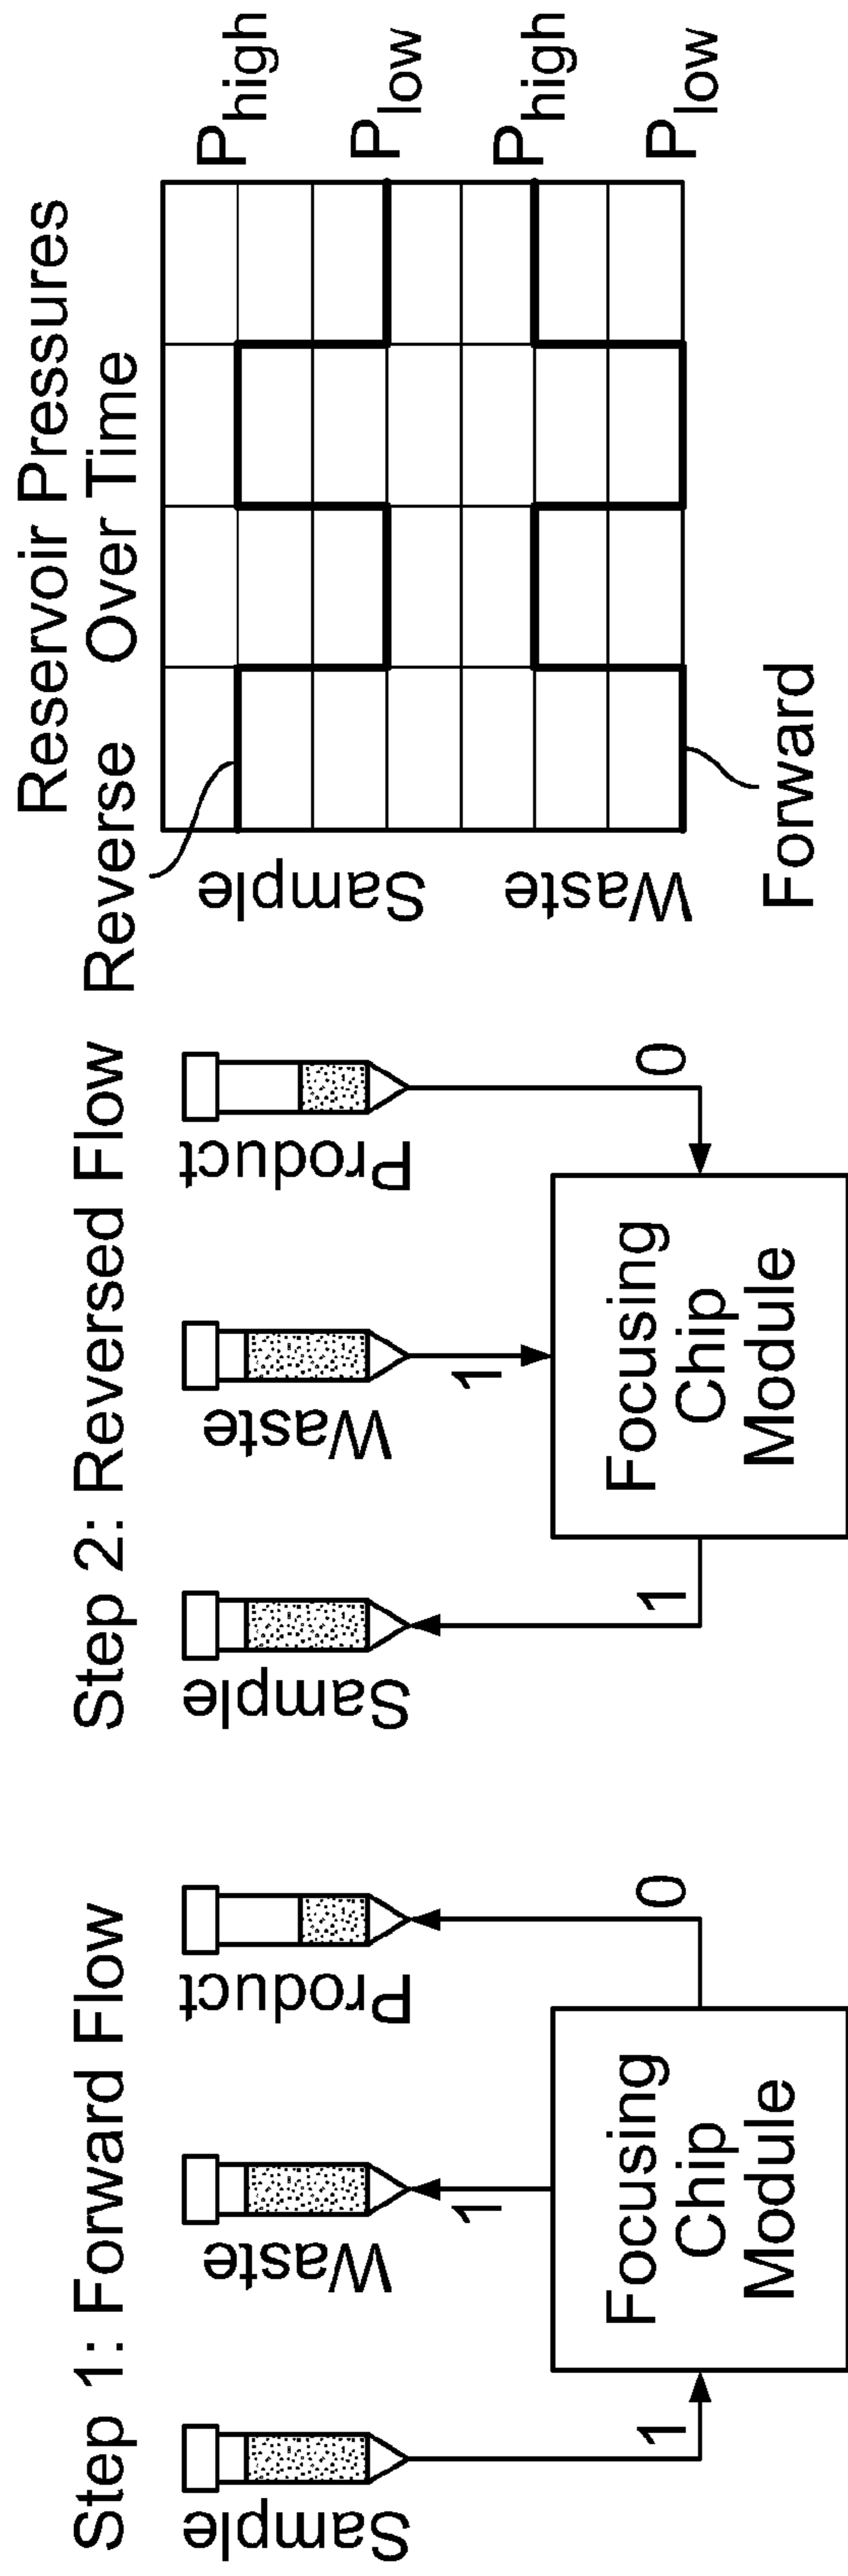 Step 1: Forward Flow
Sample
Waste
Product
1
1
0
Focusing
Chip
Module
Step 2: Reversed Flow
Sample
Waste
Product
1
1
0
Focusing
Chip
Module
Reservoir Pressures
Over Time
Reverse
Sample
Waste
Forward
Phigh
Plow
Phigh
Plow